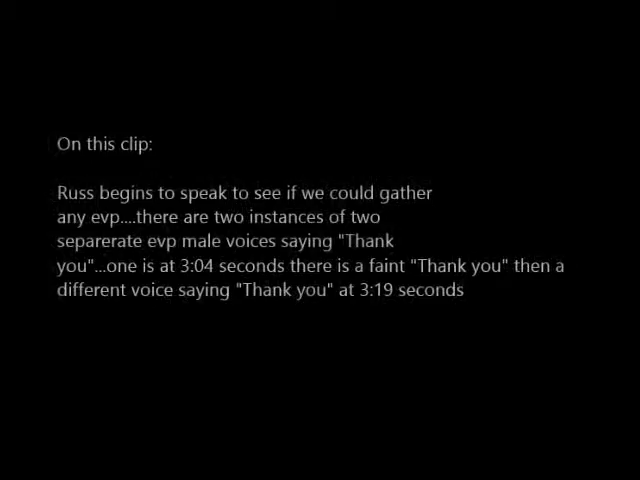 On this clip:
Russ begins to speak to see if we could gather
any evp....there are two instances of two
separerate evp male voices saying "Thank
you"...one is at 3:04 seconds there is a faint "Thank you" then a
different voice saying "Thank you" at 3:19 seconds